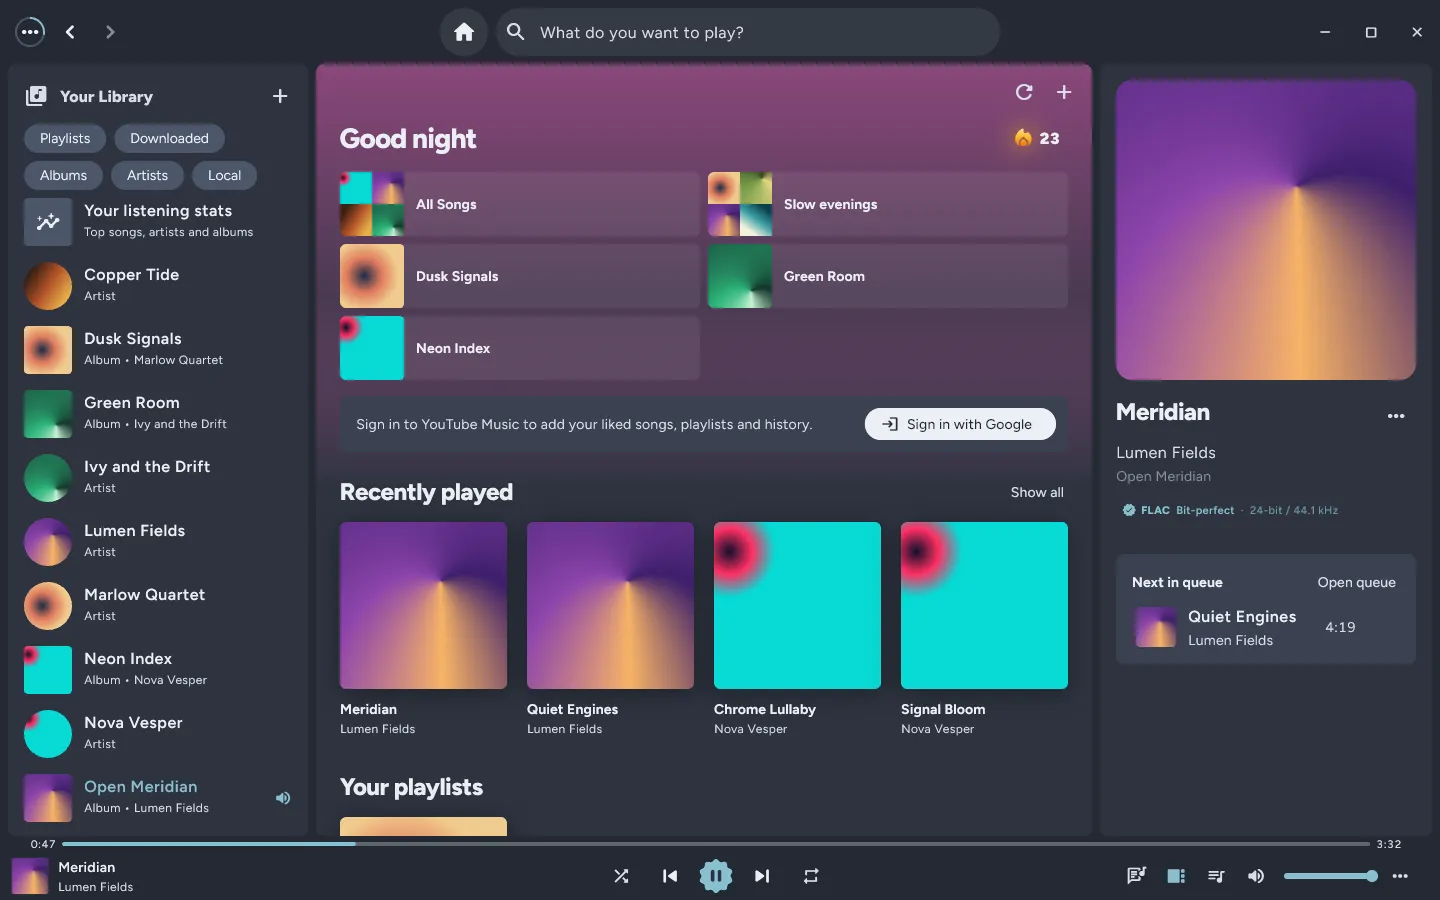 What do you want to play?
Your Library
Playlists
Downloaded
Albums
Artists
Local
Your listening stats
Top songs, artists and albums
Copper Tide
Artist
Dusk Signals
Album • Marlow Quartet
Green Room
Album • Ivy and the Drift
Ivy and the Drift
Artist
Lumen Fields
Artist
Marlow Quartet
Artist
Neon Index
Album • Nova Vesper
Nova Vesper
Artist
Open Meridian
Album • Lumen Fields
Good night
23
All Songs
Slow evenings
Dusk Signals
Green Room
Neon Index
Sign in to YouTube Music to add your liked songs, playlists and history.
Sign in with Google
Recently played
Show all
Meridian
Lumen Fields
Quiet Engines
Lumen Fields
Chrome Lullaby
Nova Vesper
Signal Bloom
Nova Vesper
Your playlists
Meridian
Lumen Fields
Open Meridian
FLAC Bit-perfect · 24-bit / 44.1 kHz
Next in queue
Open queue
Quiet Engines
Lumen Fields
4:19
0:47
3:32
Meridian
Lumen Fields